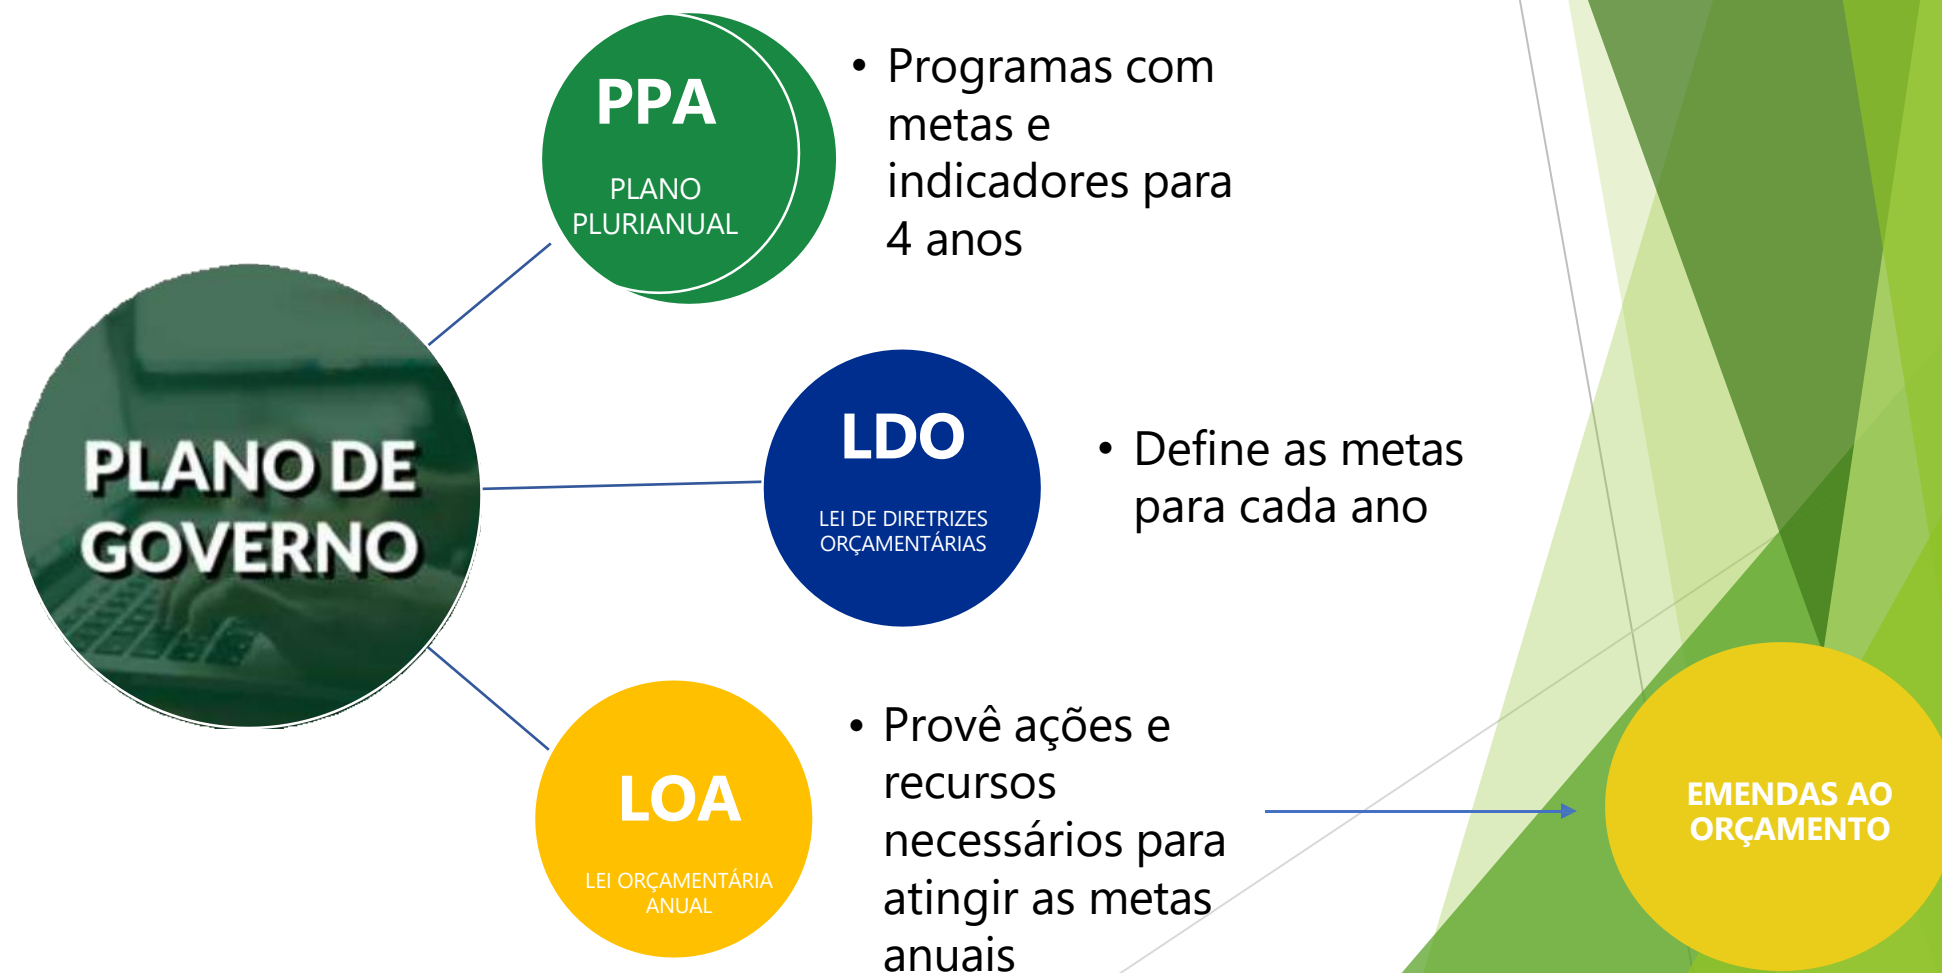 PLANO DE
GOVERNO
PPA
PLANO
PLURIANUAL
• Programas com
metas e
indicadores para
4 anos
LDO
LEI DE DIRETRIZES
ORÇAMENTÁRIAS
• Define as metas
para cada ano
LOA
LEI ORÇAMENTÁRIA
ANUAL
• Provê ações e
recursos
necessários para
atingir as metas
anuais
EMENDAS AO
ORÇAMENTO